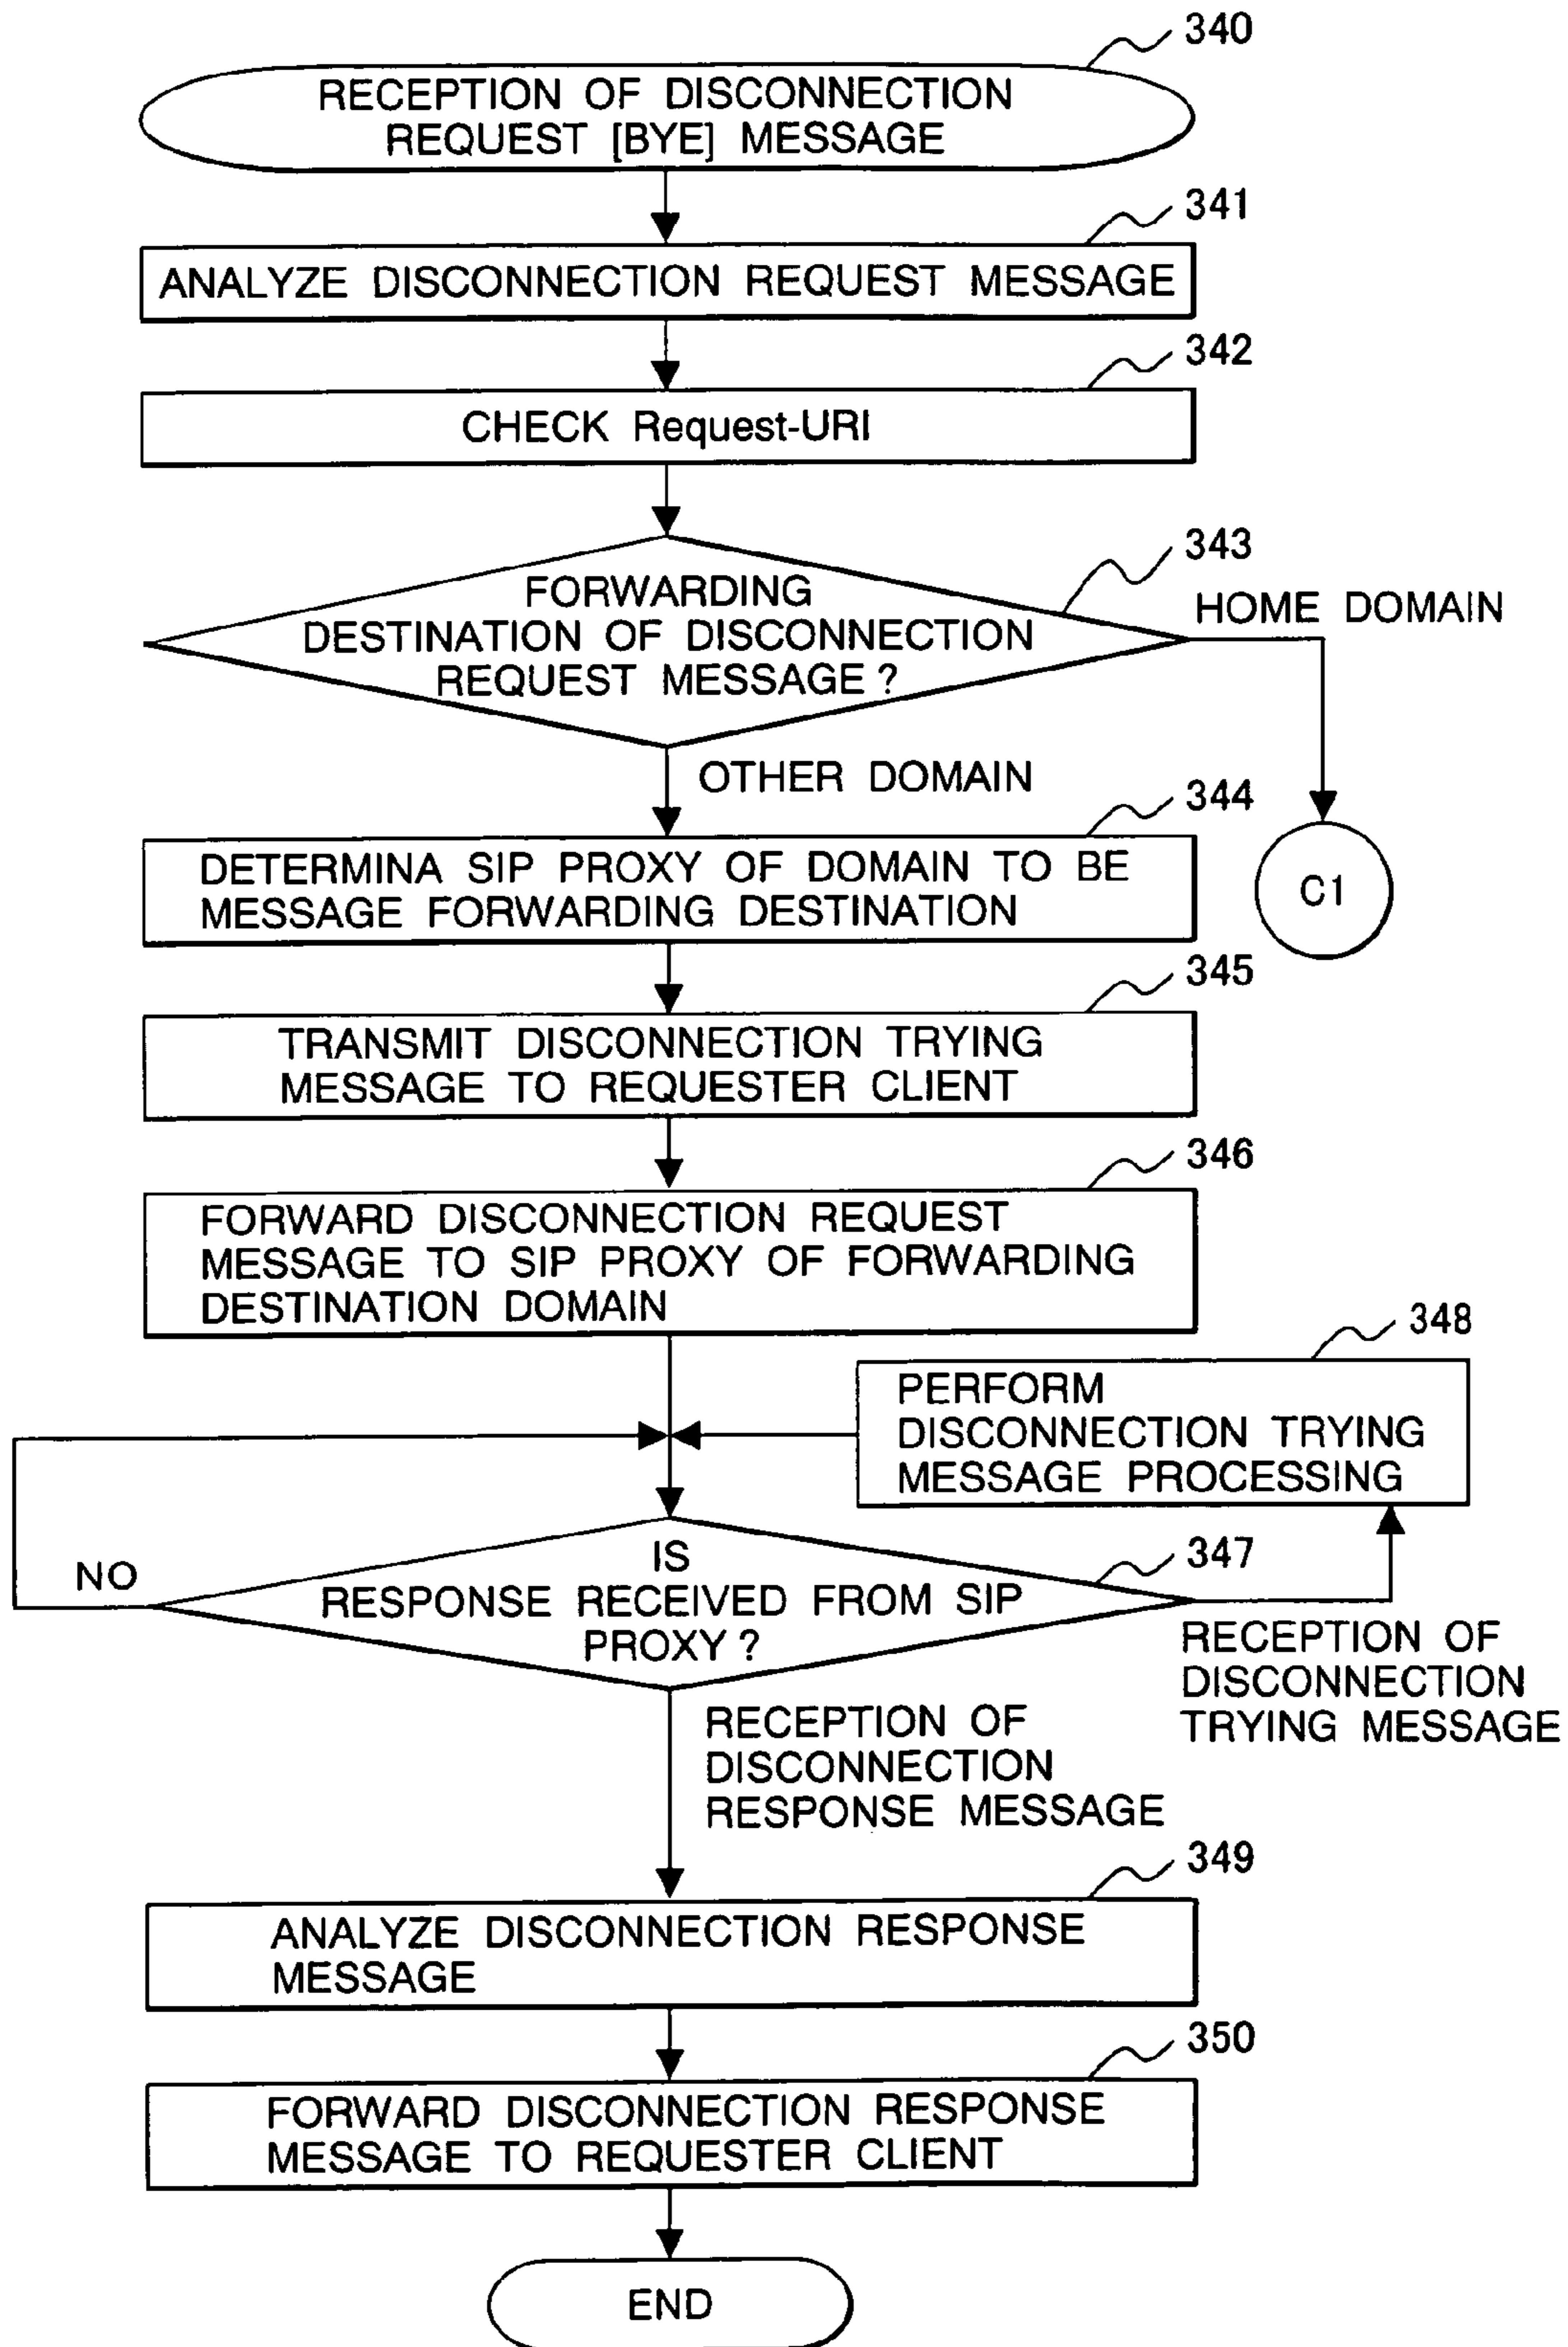 340
RECEPTION OF DISCONNECTION
REQUEST [BYE] MESSAGE
341
ANALYZE DISCONNECTION REQUEST MESSAGE
342
CHECK Request-URI
343
FORWARDING
DESTINATION OF DISCONNECTION
REQUEST MESSAGE ?
HOME DOMAIN
OTHER DOMAIN
C1
344
DETERMINA SIP PROXY OF DOMAIN TO BE
MESSAGE FORWARDING DESTINATION
345
TRANSMIT DISCONNECTION TRYING
MESSAGE TO REQUESTER CLIENT
346
FORWARD DISCONNECTION REQUEST
MESSAGE TO SIP PROXY OF FORWARDING
DESTINATION DOMAIN
348
PERFORM
DISCONNECTION TRYING
MESSAGE PROCESSING
347
IS
RESPONSE RECEIVED FROM SIP
PROXY ?
NO
RECEPTION OF
DISCONNECTION
TRYING MESSAGE
RECEPTION OF
DISCONNECTION
RESPONSE MESSAGE
349
ANALYZE DISCONNECTION RESPONSE
MESSAGE
350
FORWARD DISCONNECTION RESPONSE
MESSAGE TO REQUESTER CLIENT
END